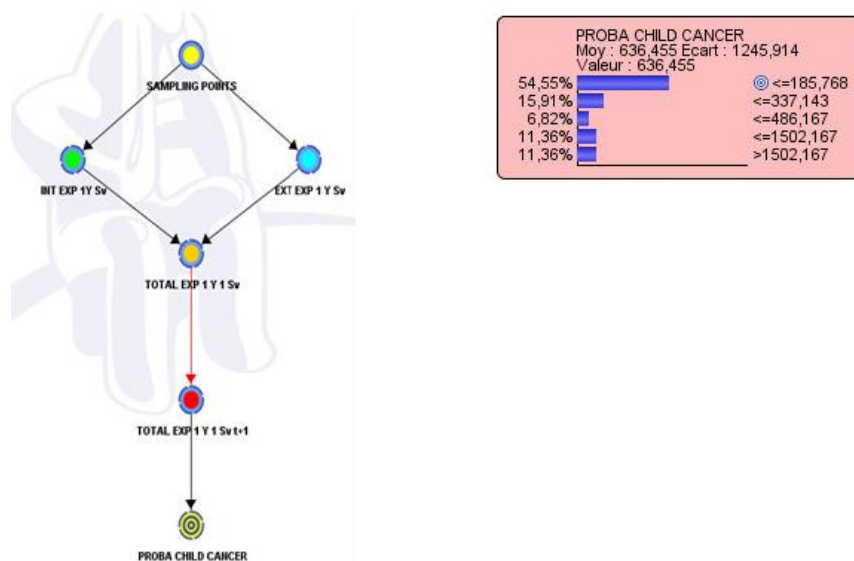 SAMPLING POINTS
INT EXP 1Y Sv
EXT EXP 1 Y Sv
TOTAL EXP 1 Y 1 Sv
TOTAL EXP 1 Y 1 Sv t+1
PROBA CHILD CANCER
PROBA CHILD CANCER
Moy : 636,455 Ecart : 1245,914
Valeur : 636,455
54,55% <=185,768
15,91% <=337,143
6,82% <=486,167
11,36% <=1502,167
11,36% >1502,167